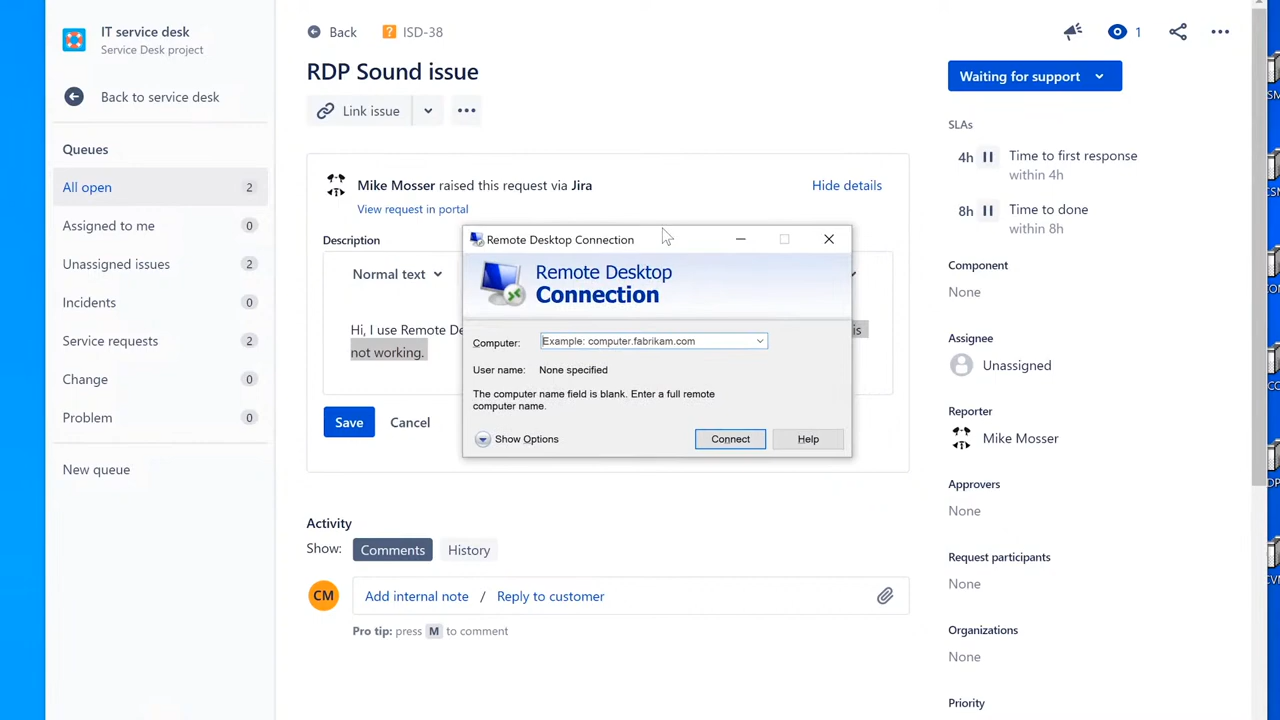 IT service desk
Service Desk project
Back to service desk
Queues
All open 2
Assigned to me 0
Unassigned issues 2
Incidents 0
Service requests 2
Change 0
Problem 0
New queue
Back ISD-38
1
RDP Sound issue
Link issue
Mike Mosser raised this request via Jira
Hide details
View request in portal
Description
Normal text
Hi, I use Remote De
is
not working.
Save Cancel
Remote Desktop Connection
Remote Desktop
Connection
Computer: Example: computer.fabrikam.com
User name: None specified
The computer name field is blank. Enter a full remote
computer name.
Show Options Connect Help
Activity
Show: Comments History
CM Add internal note / Reply to customer
Pro tip: press M to comment
Waiting for support
SLAs
4h Time to first response
within 4h
8h Time to done
within 8h
Component
None
Assignee
Unassigned
Reporter
Mike Mosser
Approvers
None
Request participants
None
Organizations
None
Priority